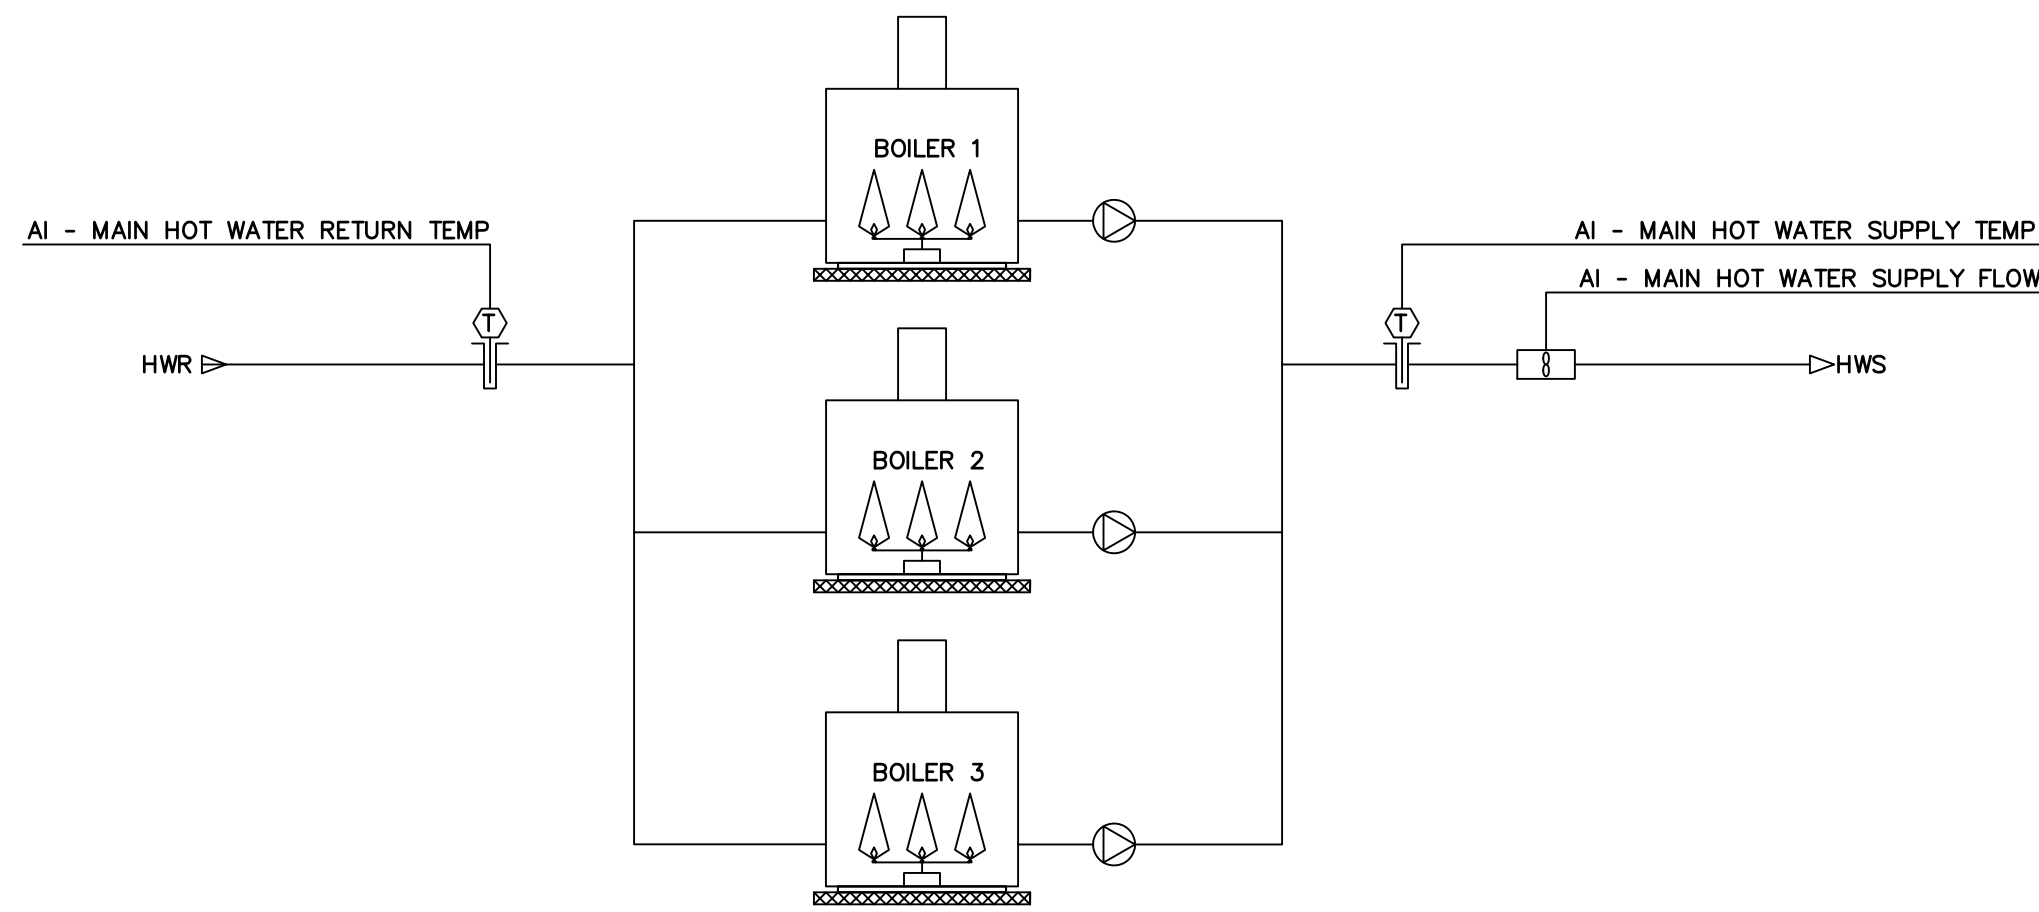 BOILER 1
AI - MAIN HOT WATER RETURN TEMP
AI - MAIN HOT WATER SUPPLY TEMP
AI - MAIN HOT WATER SUPPLY FLOW
T
T
HWR
HWS
BOILER 2
BOILER 3